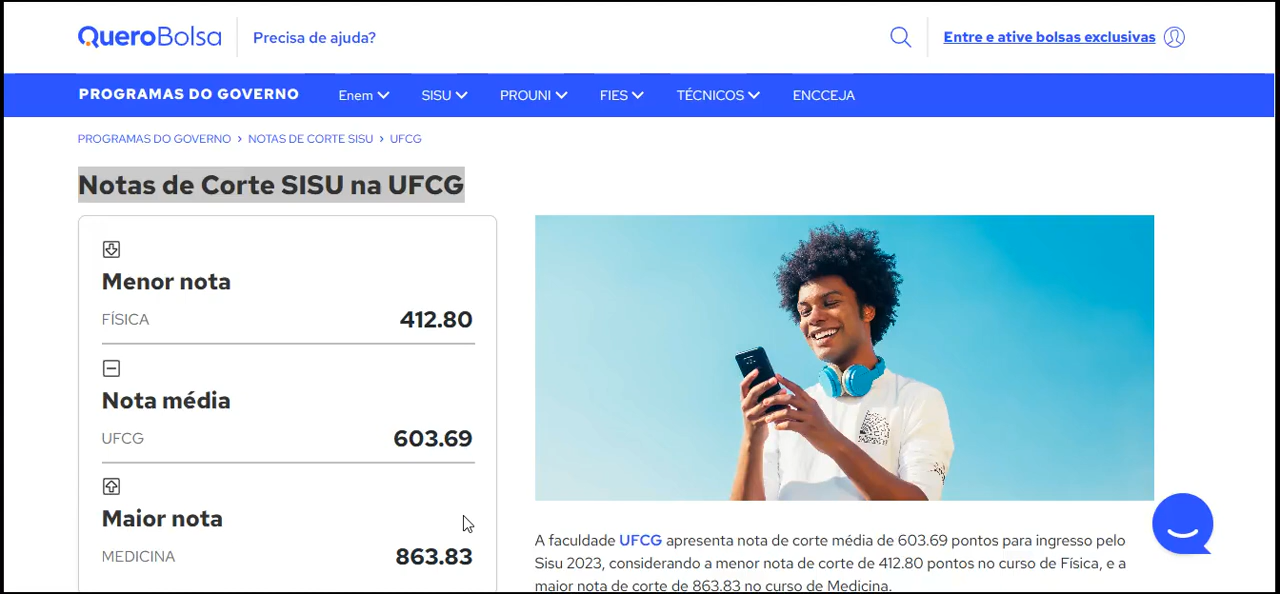 QueroBolsa
Precisa de ajuda?
Entre e ative bolsas exclusivas
PROGRAMAS DO GOVERNO
Enem
SISU
PROUNI
FIES
TÉCNICOS
ENCCEJA
PROGRAMAS DO GOVERNO > NOTAS DE CORTE SISU > UFCG
Notas de Corte SISU na UFCG
Menor nota
FÍSICA 412.80
Nota média
UFCG 603.69
Maior nota
MEDICINA 863.83
A faculdade UFCG apresenta nota de corte média de 603.69 pontos para ingresso pelo
Sisu 2023, considerando a menor nota de corte de 412.80 pontos no curso de Física, e a
maior nota de corte de 863.83 no curso de Medicina.